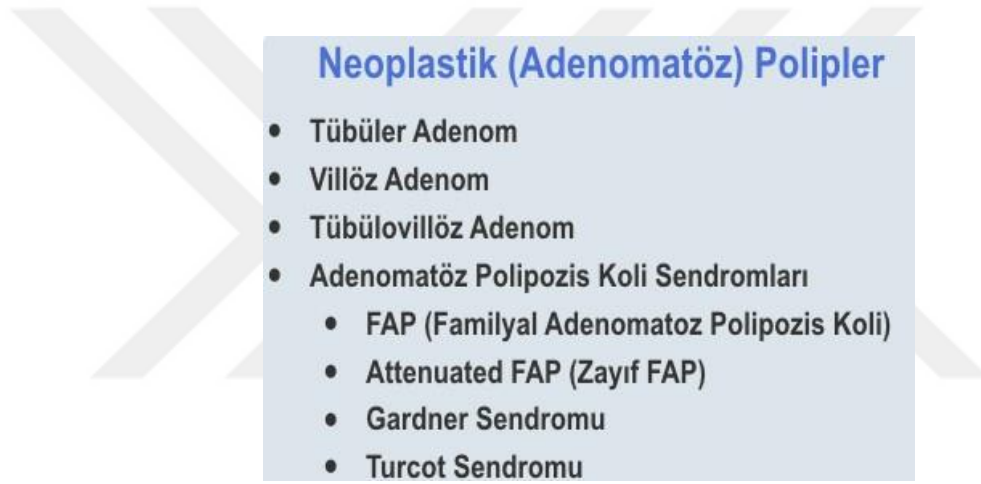 Neoplastik (Adenomatöz) Polipler
• Tübüler Adenom
• Villöz Adenom
• Tübülovillöz Adenom
• Adenomatöz Polipozis Koli Sendromları
• FAP (Familyal Adenomatoz Polipozis Koli)
• Attenuated FAP (Zayıf FAP)
• Gardner Sendromu
• Turcot Sendromu